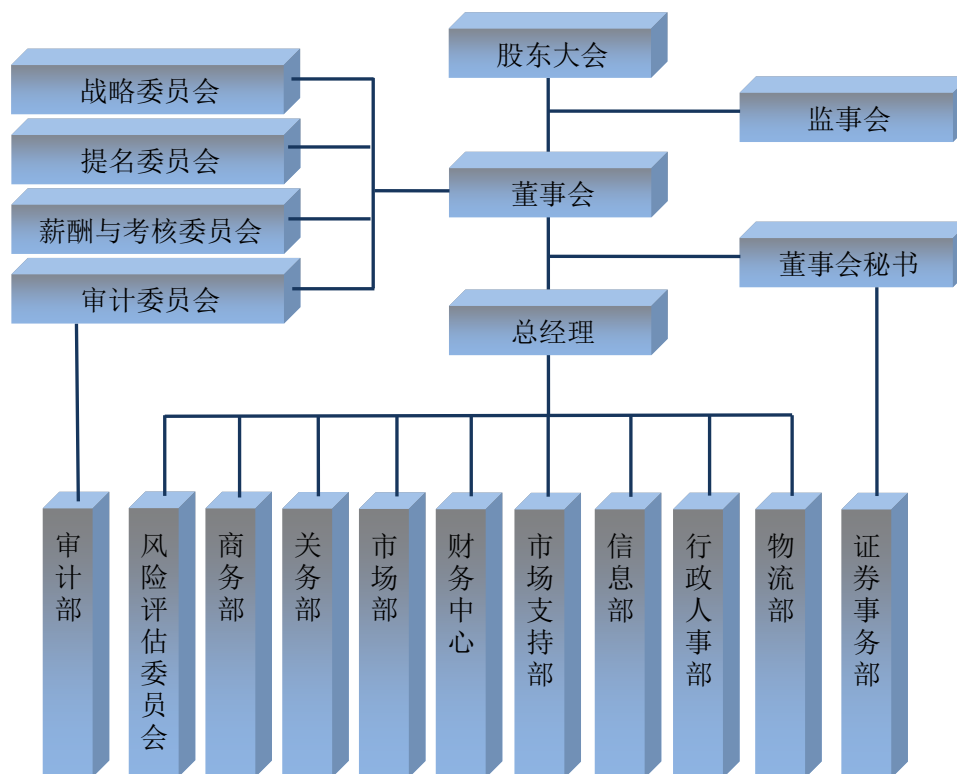 股东大会
战略委员会
监事会
提名委员会
董事会
薪酬与考核委员会
董事会秘书
审计委员会
总经理
审计部
风险评估委员会
商务部
关务部
市场部
财务中心
市场支持部
信息部
行政人事部
物流部
证券事务部